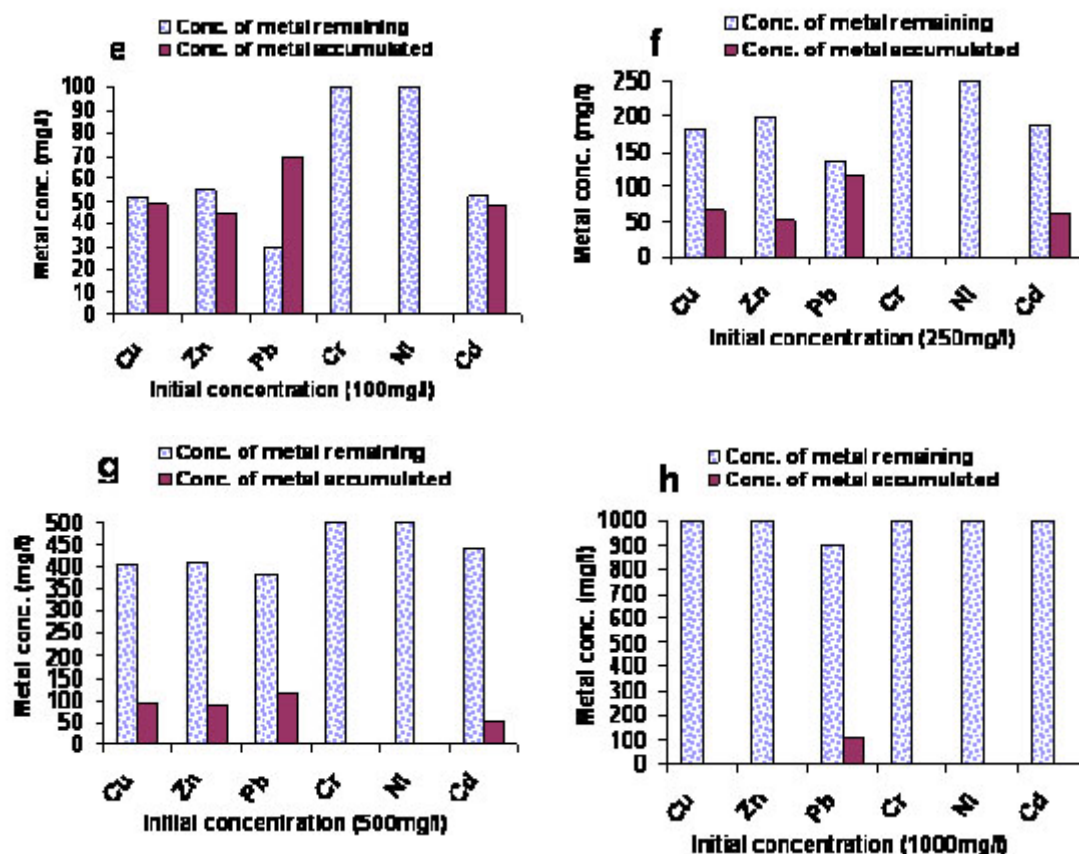 Conc. of metal remaining
Conc. of metal accumulated
e
Metal conc. (mg/l)
100
90
80
70
60
50
40
30
20
10
0
Cu Zn Pb Cr Ni Cd
Initial concentration (100mg/l)
Conc. of metal remaining
Conc. of metal accumulated
f
Metal conc. (mg/l)
250
200
150
100
50
0
Cu Zn Pb Cr Ni Cd
Initial concentration (250mg/l)
Conc. of metal remaining
Conc. of metal accumulated
g
Metal conc. (mg/l)
500
450
400
350
300
250
200
150
100
50
0
Cu Zn Pb Cr Ni Cd
Initial concentration (500mg/l)
Conc. of metal remaining
Conc. of metal accumulated
h
Metal conc. (mg/l)
1000
900
800
700
600
500
400
300
200
100
0
Cu Zn Pb Cr Ni Cd
Initial concentration (1000mg/l)